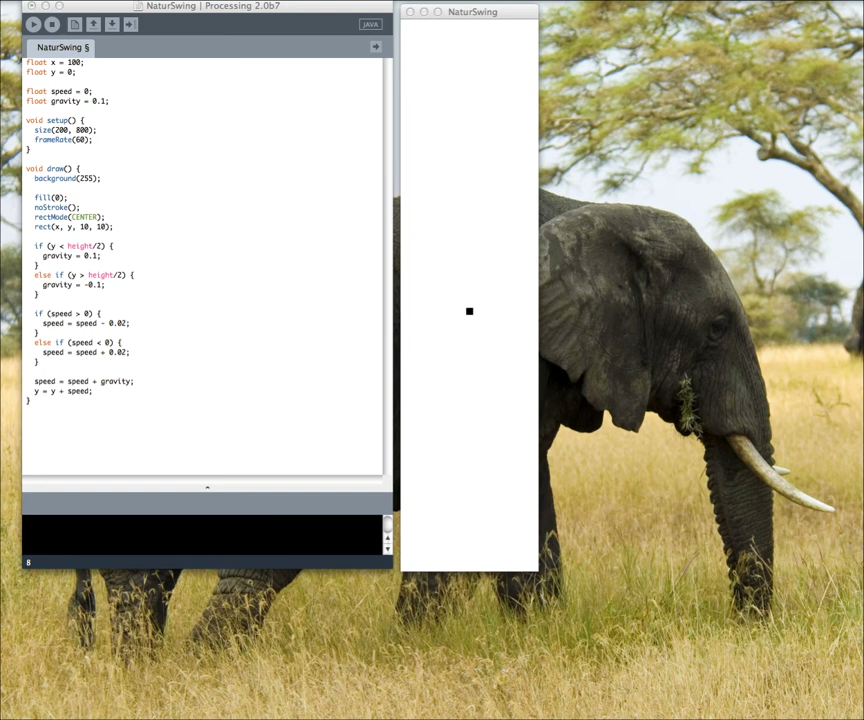 NaturSwing | Processing 2.0b7
JAVA
NaturSwing §
float x = 100;
float y = 0;
float speed = 0;
float gravity = 0.1;
void setup() {
size(200, 800);
frameRate(60);
}
void draw() {
background(255);
fill(0);
noStroke();
rectMode(CENTER);
rect(x, y, 10, 10);
if (y < height/2) {
gravity = 0.1;
}
else if (y > height/2) {
gravity = -0.1;
}
if (speed > 0) {
speed = speed - 0.02;
}
else if (speed < 0) {
speed = speed + 0.02;
}
speed = speed + gravity;
y = y + speed;
}
8
NaturSwing